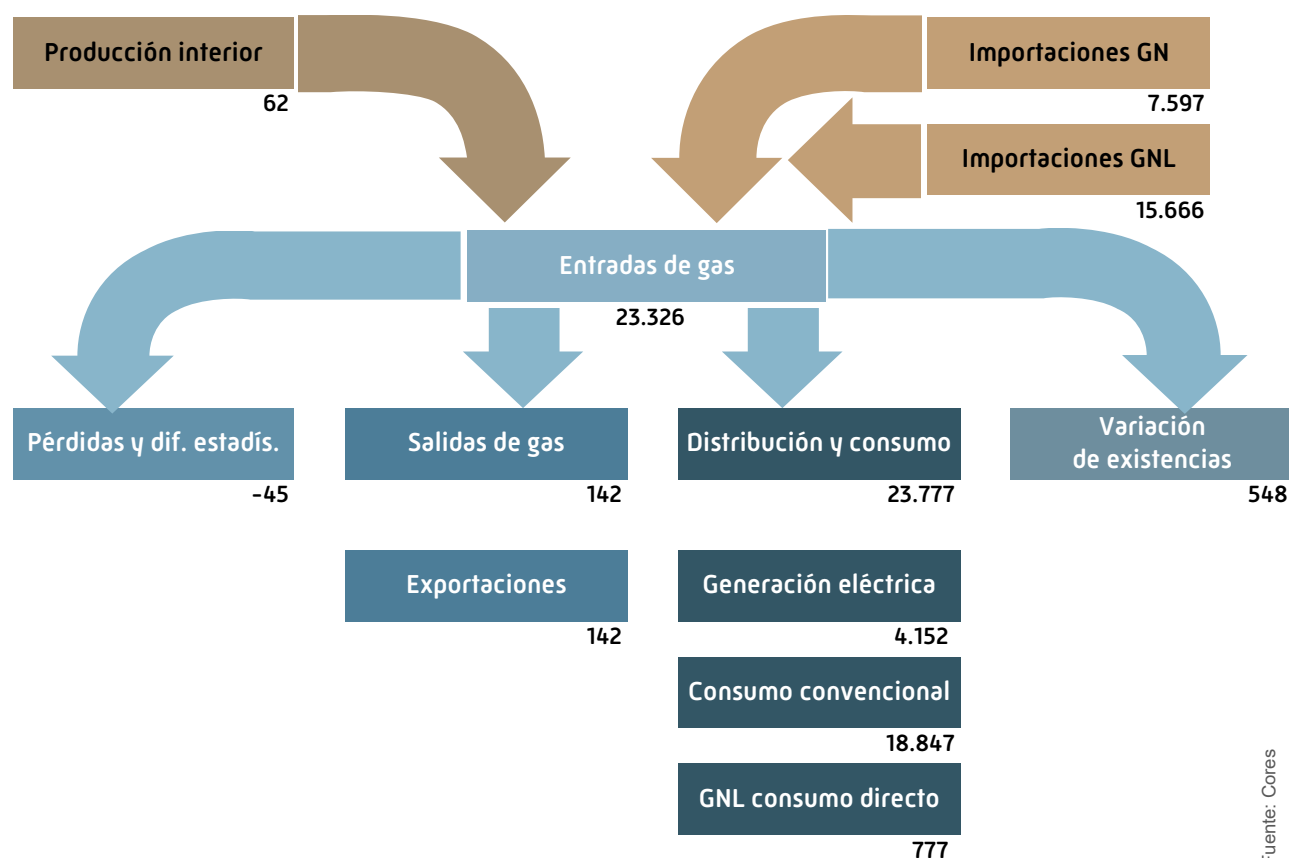 Producción interior
62
Importaciones GN
7.597
Importaciones GNL
15.666
Entradas de gas
23.326
Pérdidas y dif. estadís.
-45
Salidas de gas
142
Distribución y consumo
23.777
Variación
de existencias
548
Exportaciones
142
Generación eléctrica
4.152
Consumo convencional
18.847
GNL consumo directo
777
Fuente: Cores